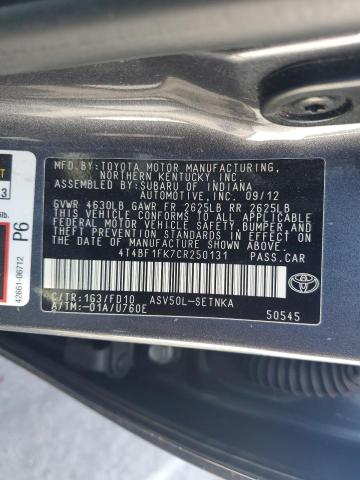 MFD.BY:TOYOTA MOTOR MANUFACTURING,
NORTHERN KENTUCKY INC.
ASSEMBLED BY:SUBARU OF INDIANA
AUTOMOTIVE, INC. 09/12
GVWR 4630LB GAWR FR 2625LB RR 2625LB
THIS VEHICLE CONFORMS TO ALL APPLICABLE
FEDERAL MOTOR VEHICLE SAFETY,
BUMPER, AND THEFT PREVENTION
STANDARDS IN EFFECT ON THE DATE OF
MANUFACTURE SHOWN ABOVE.
4T4BF1FK7CR250131 PASS.CAR
C/TR:1G3/FD10 ASV50L-SETNKA
A/TM:-01A/U760E
50545
TOYOTA
P6
42661-06712